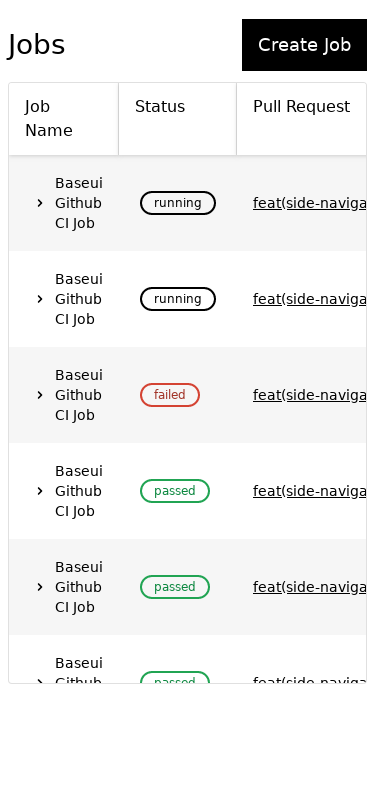 Jobs
Create Job
Job Name
Status
Pull Request
Baseui
Github
CI Job
running
feat(side-naviga
Baseui
Github
CI Job
running
feat(side-naviga
Baseui
Github
CI Job
failed
feat(side-naviga
Baseui
Github
CI Job
passed
feat(side-naviga
Baseui
Github
CI Job
passed
feat(side-naviga
Baseui
Github
passed
feat(side-naviga